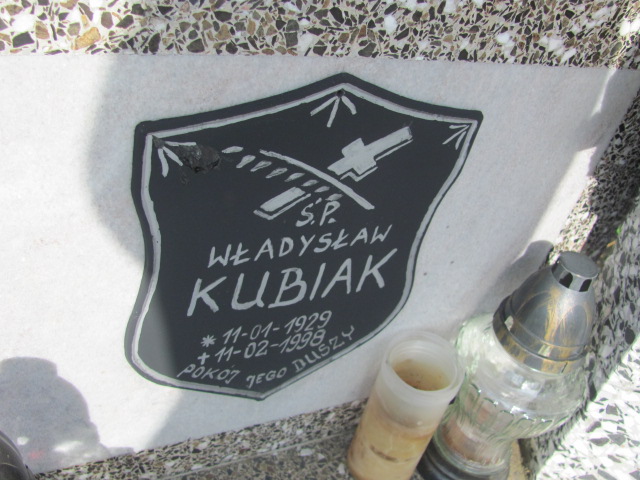 Ś.P.
WŁADYSŁAW
KUBIAK
* 11-01-1929
+ 11-02-1998
POKÓJ JEGO DUSZY